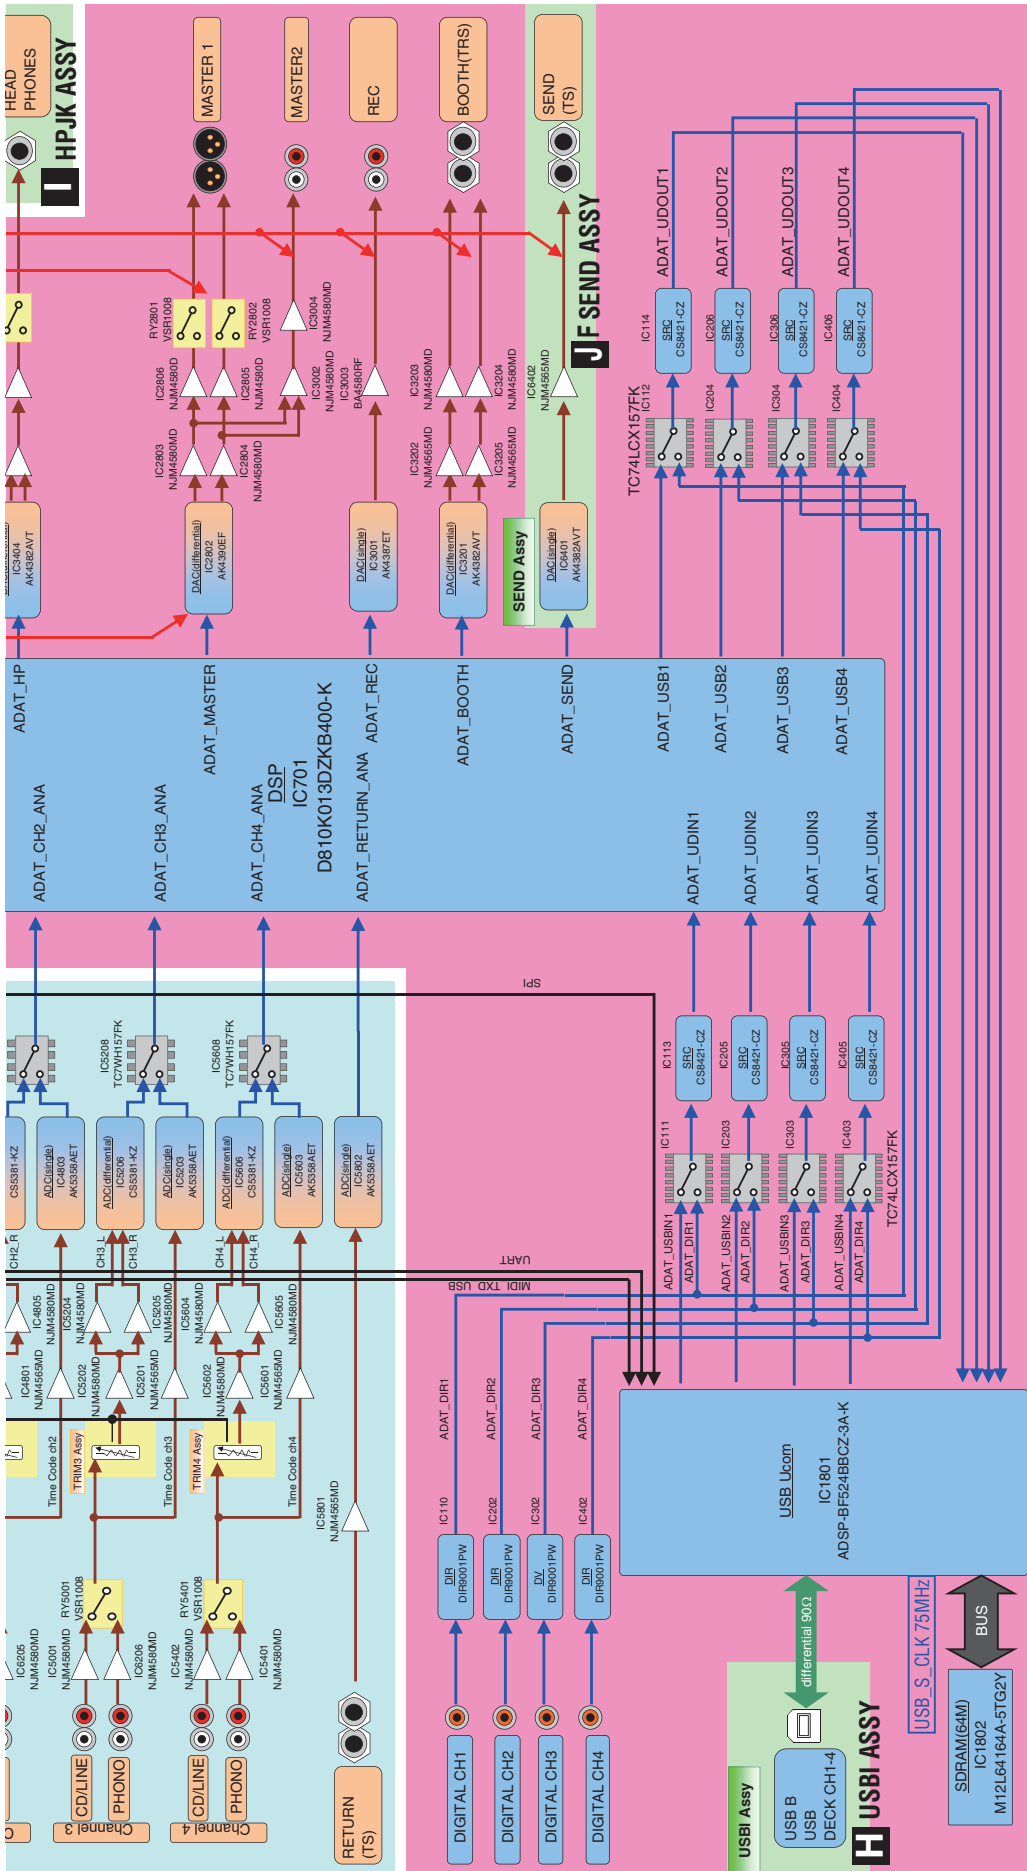 HEAD
PHONES
I
HPJK ASSY
MASTER 1
MASTER2
REC
BOOTH(TRS)
SEND
(TS)
J
F SEND ASSY
ADAT_UDOUT1
ADAT_UDOUT2
ADAT_UDOUT3
ADAT_UDOUT4
RY2801
VSR1008
RY2802
VSR1008
IC3004
NJM4580MD
IC2806
NJM4580D
IC2805
NJM4580D
IC3002
NJM4580MD
IC3003
BA4580RF
IC3203
NJM4580MD
IC3204
NJM4580MD
IC6402
NJM4565MD
IC2803
NJM4580MD
IC2804
NJM4580MD
IC3202
NJM4565MD
IC3205
NJM4565MD
IC114
SRC
CS8421-CZ
IC206
SRC
CS8421-CZ
IC306
SRC
CS8421-CZ
IC406
SRC
CS8421-CZ
TC74LCX157FK
IC112
IC204
IC304
IC404
IC3404
AK4382AVT
DAC(differential)
IC2802
AK4390EF
DAC(single)
IC3001
AK4387ET
DAC(differential)
IC3201
AK4382AVT
SEND Assy
DAC(single)
IC6401
AK4382AVT
ADAT_HP
ADAT_MASTER
ADAT_REC
ADAT_BOOTH
ADAT_SEND
ADAT_USB1
ADAT_USB2
ADAT_USB3
ADAT_USB4
DSP
IC701
D810K013DZKB400-K
ADAT_CH2_ANA
ADAT_CH3_ANA
ADAT_CH4_ANA
ADAT_RETURN_ANA
ADAT_UDIN1
ADAT_UDIN2
ADAT_UDIN3
ADAT_UDIN4
SPI
IC5208
TC7WH157FK
IC5608
TC7WH157FK
IC113
SRC
CS8421-CZ
IC205
SRC
CS8421-CZ
IC305
SRC
CS8421-CZ
IC405
SRC
CS8421-CZ
IC111
IC203
IC303
IC403
TC74LCX157FK
CS5381-KZ
ADC(single)
IC4803
AK5358AET
ADC(differential)
IC5206
CS5381-KZ
ADC(single)
IC5203
AK5358AET
ADC(differential)
IC5606
CS5381-KZ
ADC(single)
IC5603
AK5358AET
ADC(single)
IC5802
AK5358AET
CH2_R
CH3_L
CH3_R
CH4_L
CH4_R
UART
MIDI TXD USB
ADAT_USBIN1
ADAT_DIR1
ADAT_USBIN2
ADAT_DIR2
ADAT_USBIN3
ADAT_DIR3
ADAT_USBIN4
ADAT_DIR4
IC4805
NJM4580MD
IC5204
NJM4580MD
IC5205
NJM4580MD
IC5604
NJM4580MD
IC5605
NJM4580MD
IC4801
NJM4565MD
IC5202
NJM4580MD
IC5201
NJM4565MD
IC5602
NJM4580MD
IC5601
NJM4565MD
Time Code ch2
TRIM3 Assy
Time Code ch3
TRIM4 Assy
Time Code ch4
IC5801
NJM4565MD
ADAT_DIR1
ADAT_DIR2
ADAT_DIR3
ADAT_DIR4
IC110
DIR
DIR9001PW
IC202
DIR
DIR9001PW
IC302
DV
DIR9001PW
IC402
DIR
DIR9001PW
USB Ucom
IC1801
ADSP-BF524BBCZ-3A-K
RY5001
VSR1008
RY5401
VSR1008
IC6205
NJM4580MD
IC5001
NJM4580MD
IC6206
NJM4580MD
IC5402
NJM4580MD
IC5401
NJM4580MD
differential 90Ω
USB_S_CLK 75MHz
BUS
SDRAM(64M)
IC1802
M12L64164A-5TG2Y
CD/LINE
PHONO
Channel 3
CD/LINE
PHONO
Channel 4
RETURN
(TS)
DIGITAL CH1
DIGITAL CH2
DIGITAL CH3
DIGITAL CH4
USBI Assy
USB B
USB
DECK CH1-4
H
USBI ASSY